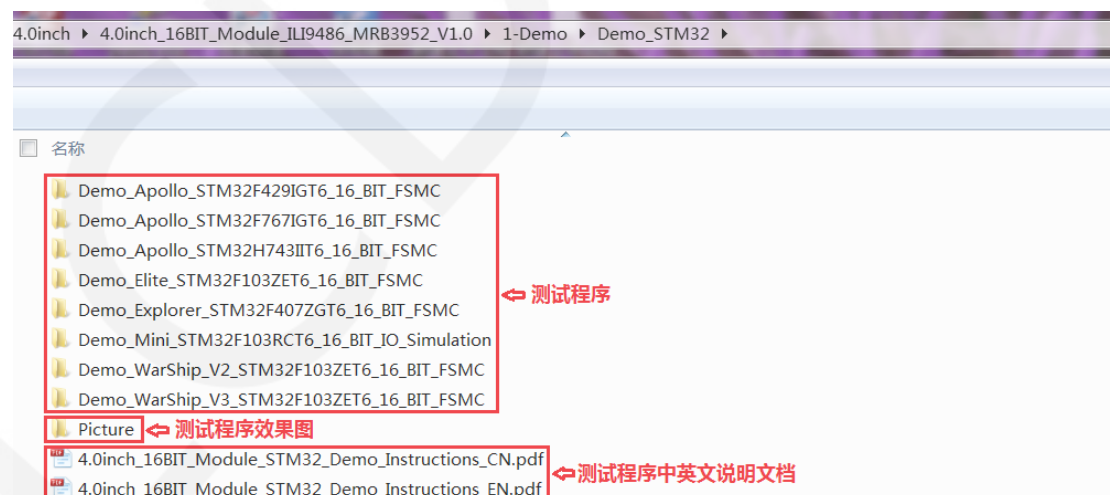 4.0inch ▸ 4.0inch_16BIT_Module_ILI9486_MRB3952_V1.0 ▸ 1-Demo ▸ Demo_STM32 ▸
名称
Demo_Apollo_STM32F429IGT6_16_BIT_FSMC
Demo_Apollo_STM32F767IGT6_16_BIT_FSMC
Demo_Apollo_STM32H743IIT6_16_BIT_FSMC
Demo_Elite_STM32F103ZET6_16_BIT_FSMC
测试程序
Demo_Explorer_STM32F407ZGT6_16_BIT_FSMC
Demo_Mini_STM32F103RCT6_16_BIT_IO_Simulation
Demo_WarShip_V2_STM32F103ZET6_16_BIT_FSMC
Demo_WarShip_V3_STM32F103ZET6_16_BIT_FSMC
Picture 测试程序效果图
4.0inch_16BIT_Module_STM32_Demo_Instructions_CN.pdf
测试程序中英文说明文档
4.0inch_16BIT_Module_STM32_Demo_Instructions_EN.pdf